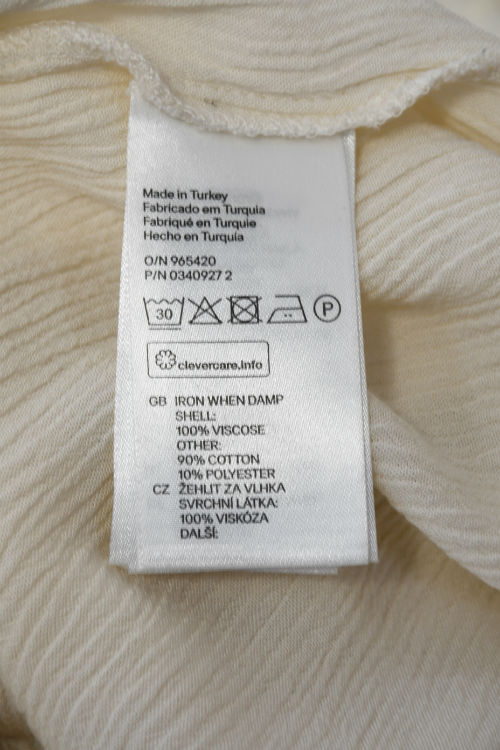 Made in Turkey
Fabricado em Turquia
Fabriqué en Turquie
Hecho en Turquia
O/N 965420
P/N 0340927 2
30 P
clevercare.info
GB IRON WHEN DAMP
SHELL:
100% VISCOSE
OTHER:
90% COTTON
10% POLYESTER
CZ ŽEHLIT ZA VLHKA
SVRCHNÍ LÁTKA:
100% VISKÓZA
DALŠÍ: